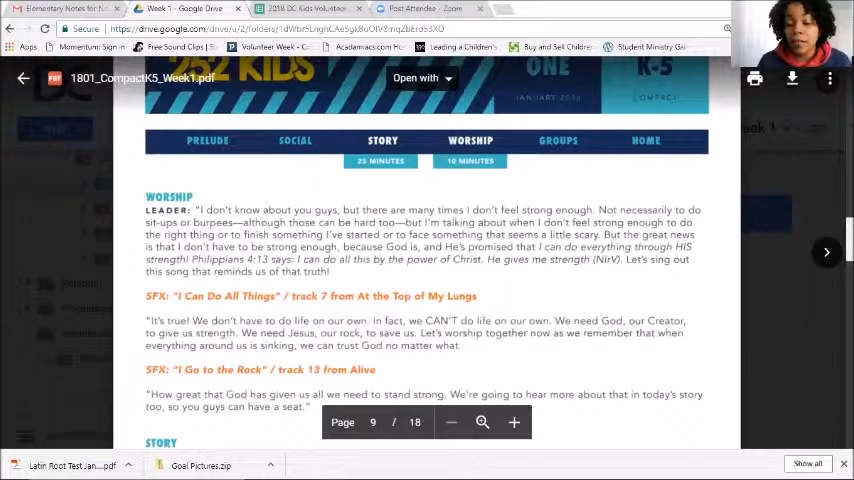 Elementary Notes for N
Week 1 - Google Drive
2018 DC Kids Volunteer
Post Attendee - Zoom
Secure
https://drive.google.com/drive/u/2/folders/
Apps
Momentum: Sign in
Free Sound Clips | So
Volunteer Week - Co
Acadamiacs.com Hom
Leading a Children's
Buy and Sell Children
Student Ministry Gam
252 KIDS
ONE
K-5
JANUARY 2018
COMPACT
1801_CompactK5_Week1.pdf
Open with
PRELUDE SOCIAL STORY WORSHIP GROUPS HOME
25 MINUTES 10 MINUTES
WORSHIP
LEADER: "I don't know about you guys, but there are many times I don't feel strong enough. Not necessarily to do
sit-ups or burpees—although those can be hard too—but I'm talking about when I don't feel strong enough to do
the right thing or to finish something I've started or to face something that seems a little scary. But the great news
is that I don't have to be strong enough, because God is, and He's promised that I can do everything through HIS
strength! Philippians 4:13 says: I can do all this by the power of Christ. He gives me strength (NIrV). Let's sing out
this song that reminds us of that truth!
SFX: "I Can Do All Things" / track 7 from At the Top of My Lungs
"It's true! We don't have to do life on our own. In fact, we CAN'T do life on our own. We need God, our Creator,
to give us strength. We need Jesus, our rock, to save us. Let's worship together now as we remember that when
everything around us is sinking, we can trust God no matter what.
SFX: "I Go to the Rock" / track 13 from Alive
"How great that God has given us all we need to stand strong. We're going to hear more about that in today's story
too, so you guys can have a seat."
Page 9 / 18
STORY
Latin Root Test Jan....pdf
Goal Pictures.zip
Show all